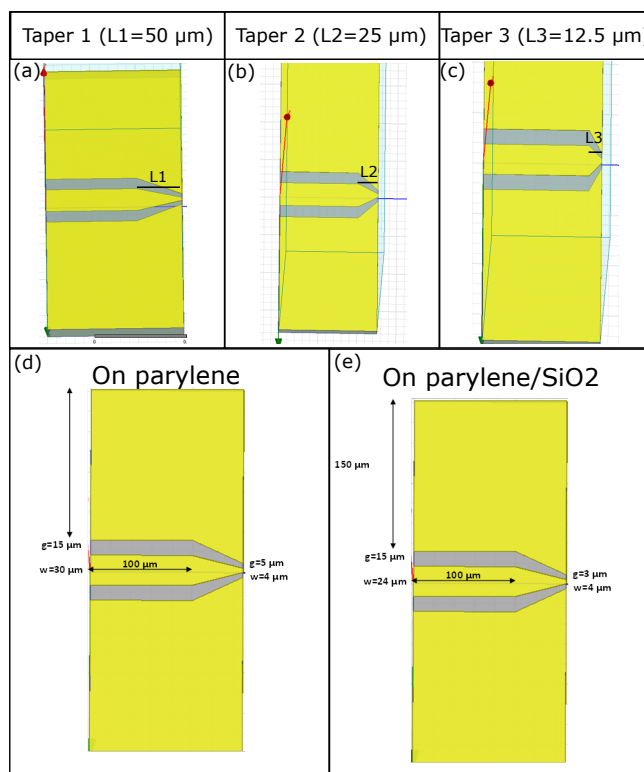 Taper 1 (L1=50 µm)
Taper 2 (L2=25 µm)
Taper 3 (L3=12.5 µm)
(a)
(b)
(c)
L1
L2
L3
0
(d)
On parylene
(e)
On parylene/SiO2
150 µm
g=15 µm
g=5 µm
w=30 µm
100 µm
w=4 µm
g=15 µm
g=3 µm
w=24 µm
100 µm
w=4 µm